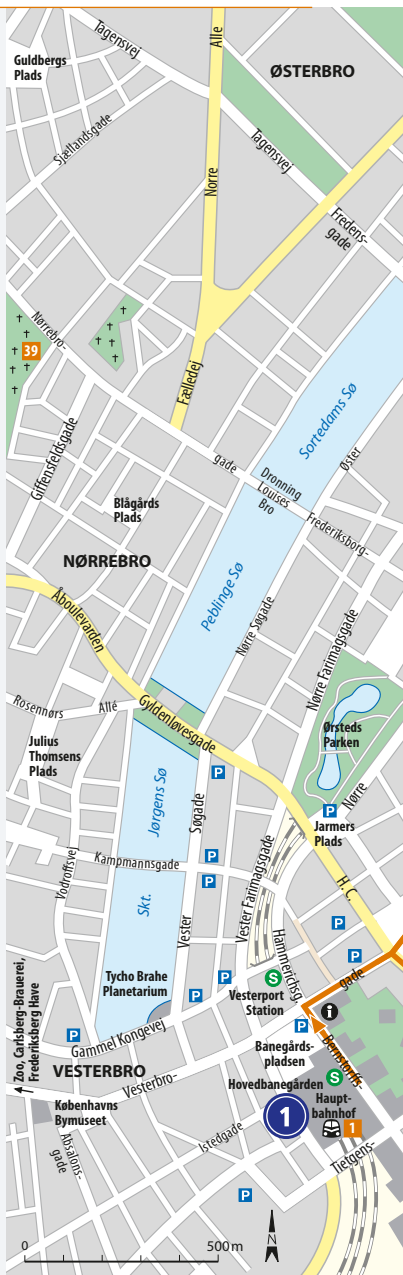 Tagensvej
Alle
Guldbergs
Plads
ØSTERBRO
Sjællandsgade
Tagensvej
Norre
Fredens-
gade
Nørrebro-
39
Fælledej
Sortedams Sø
Giffensfeldsgade
gade
Dronning
Louises
Bro
Øster
Blågårds
Plads
Frederiksborg-
NØRREBRO
Peblinge Sø
Åboulevarden
Nørre Søgade
Nørre Farimagsgade
Rosennørs
Allé
Gyldenløvesgade
Ørsteds
Parken
Julius
Thomsens
Plads
Skt. Jørgens Sø
P
P
Nørre
Jarmers
Plads
Vester Søgade
Kampmannsgade
P
P
Vodroffsvej
Vester Farimagsgade
H. C.
P
P
Hammerichsg.
Tycho Brahe
Planetarium
P
P
S
Vesterport
Station
gade
i
P
Gammel Kongevej
P
Banegårds-
pladsen
Bernstorffs-
Zoo, Carlsberg-Brauerei,
Frederiksberg Have
VESTERBRO
Vesterbro-
Hovedbanegården
S
Haupt-
bahnhof
1
1
Københavns
Bymuseet
Absalons-
gade
Istedgade
Tietgens-
P
N
0
500 m